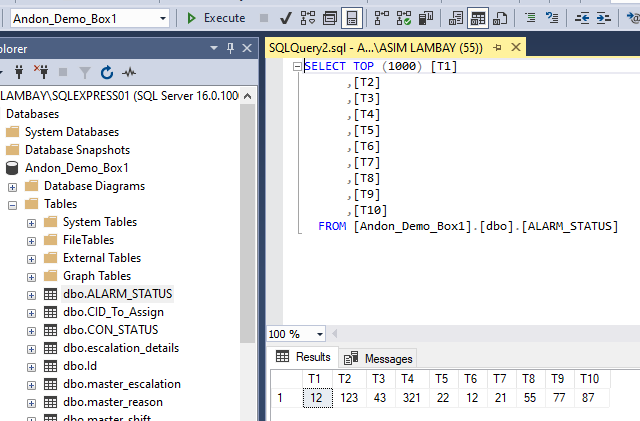 Andon_Demo_Box1
Execute
plorer
SQLQuery2.sql - A...\ASIM LAMBAY (55))
LAMBAY\SQLEXPRESS01 (SQL Server 16.0.100
Databases
System Databases
Database Snapshots
Andon_Demo_Box1
Database Diagrams
Tables
System Tables
FileTables
External Tables
Graph Tables
dbo.ALARM_STATUS
dbo.CID_To_Assign
dbo.CON_STATUS
dbo.escalation_details
dbo.ld
dbo.master_escalation
dbo.master_reason
dbo.master_shift
SELECT TOP (1000) [T1]
,[T2]
,[T3]
,[T4]
,[T5]
,[T6]
,[T7]
,[T8]
,[T9]
,[T10]
FROM [Andon_Demo_Box1].[dbo].[ALARM_STATUS]
100 %
Results Messages
T1 T2 T3 T4 T5 T6 T7 T8 T9 T10
1 12 123 43 321 22 12 21 55 77 87